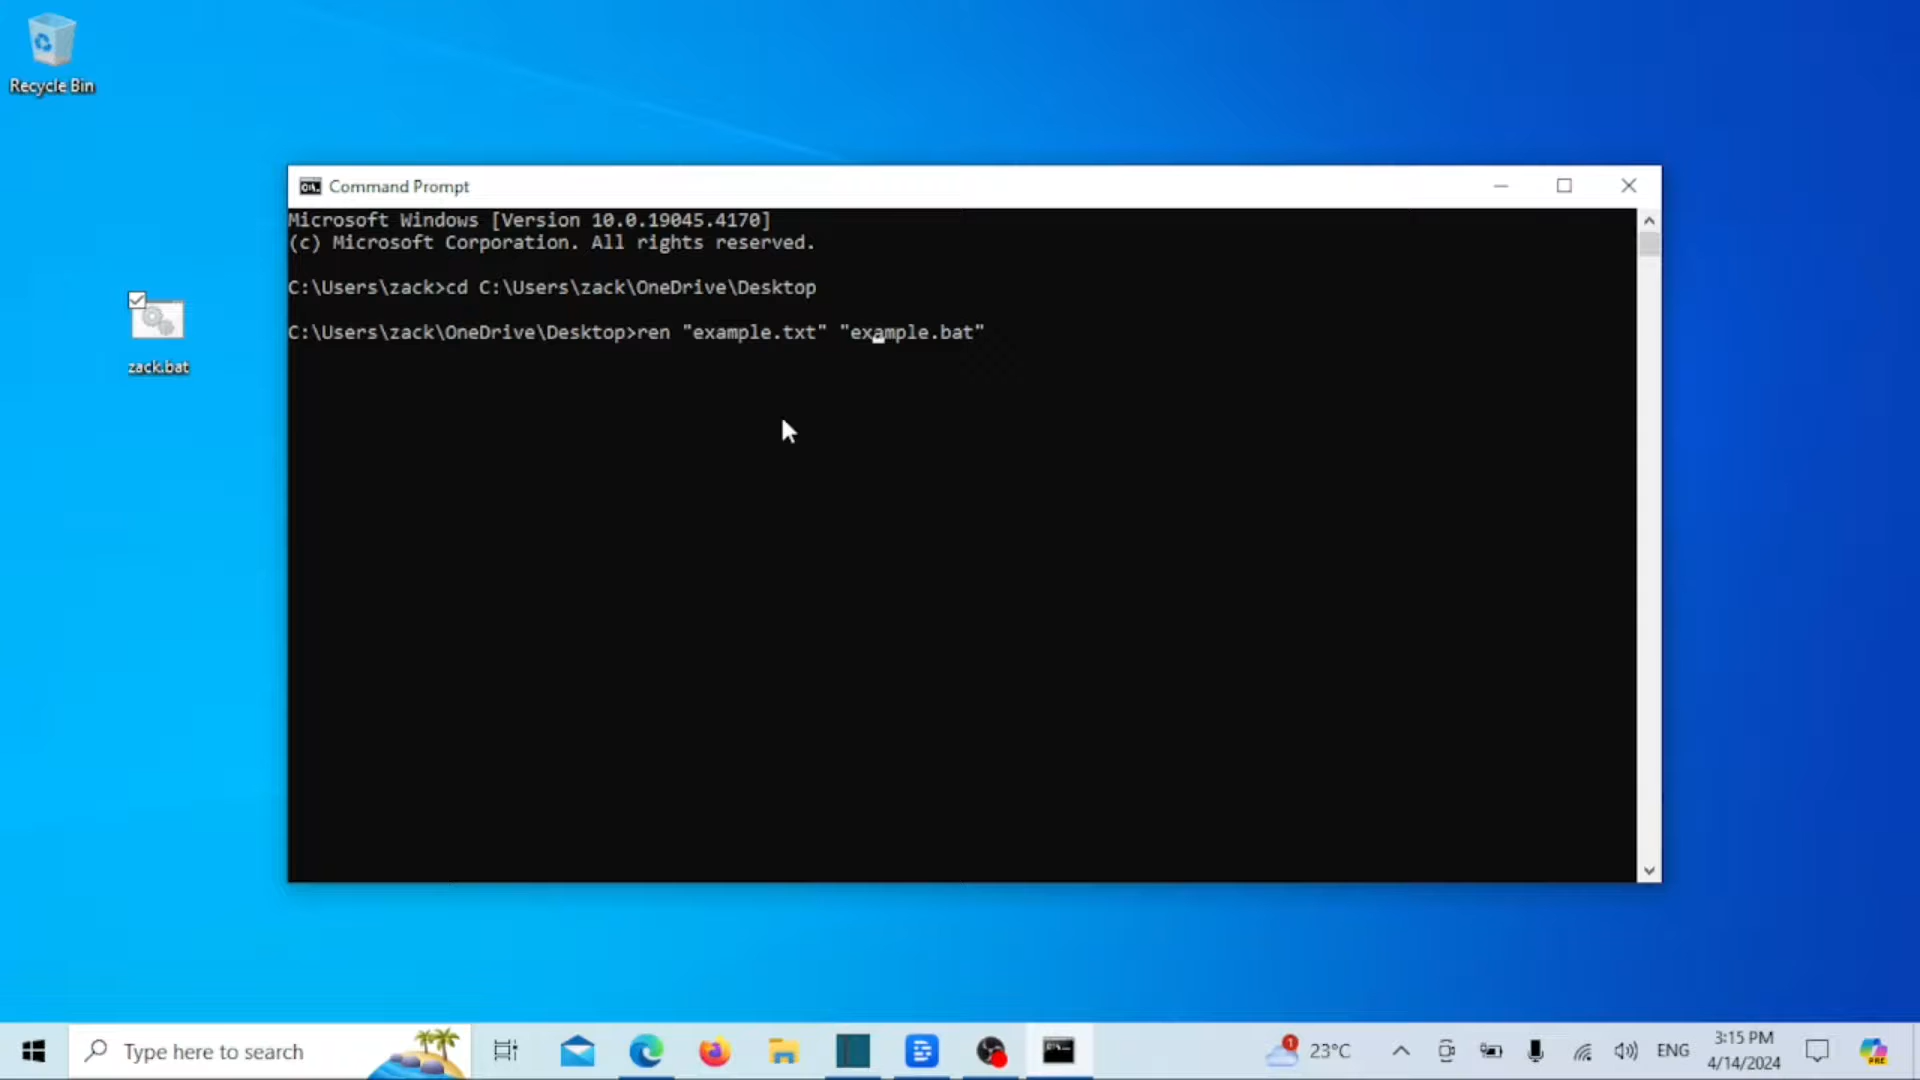 Recycle Bin
Command Prompt
Microsoft Windows [Version 10.0.19045.4170]
(c) Microsoft Corporation. All rights reserved.
C:\Users\zack>cd C:\Users\zack\OneDrive\Desktop
C:\Users\zack\OneDrive\Desktop>ren "example.txt" "example.bat"
zack.bat
Type here to search
1
23°C
ENG
3:15 PM
4/14/2024
PRE